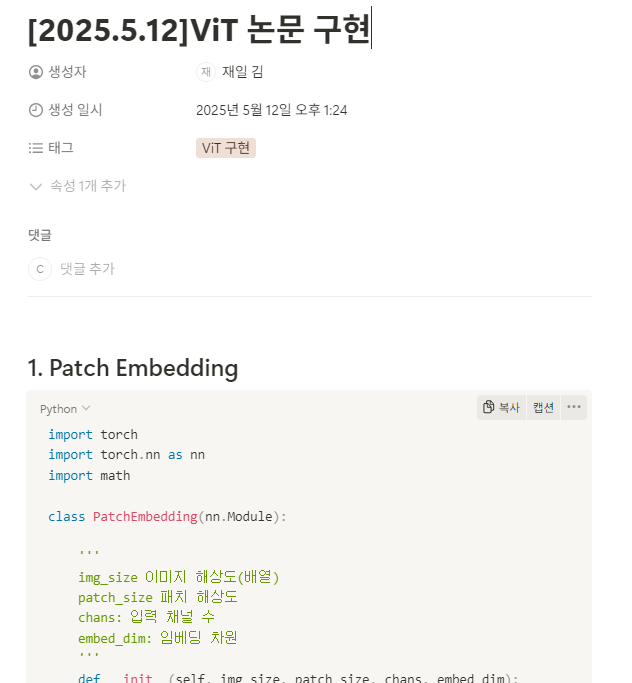 [2025.5.12]ViT 논문 구현
생성자 재 재일 김
생성 일시 2025년 5월 12일 오후 1:24
태그 ViT 구현
속성 1개 추가
댓글
C 댓글 추가
1. Patch Embedding
Python 복사 캡션 ...
import torch
import torch.nn as nn
import math
class PatchEmbedding(nn.Module):
'''
img_size 이미지 해상도(배열)
patch_size 패치 해상도
chans: 입력 채널 수
embed_dim: 임베딩 차원
'''
def __init__(self, img_size, patch_size, chans, embed_dim):